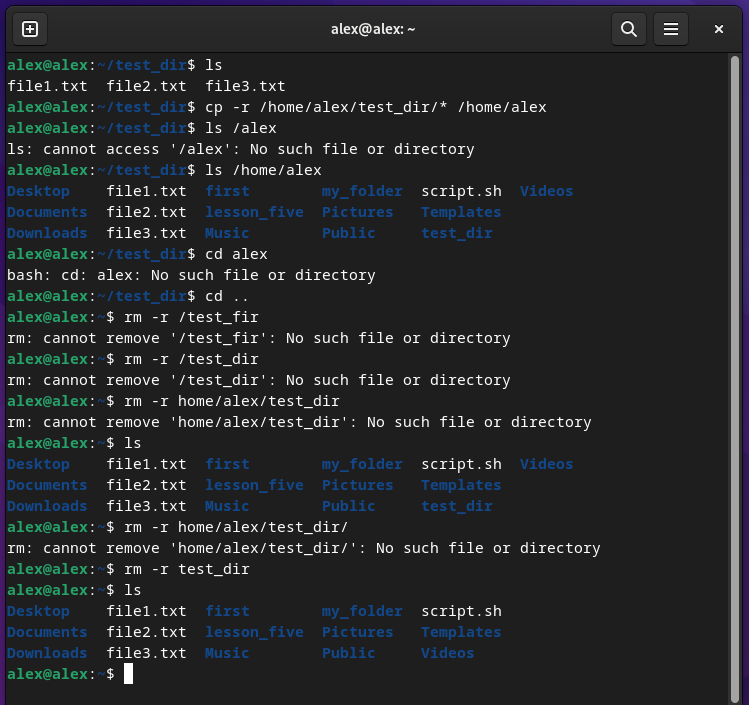 alex@alex: ~
alex@alex:~/test_dir$ ls
file1.txt  file2.txt  file3.txt
alex@alex:~/test_dir$ cp -r /home/alex/test_dir/* /home/alex
alex@alex:~/test_dir$ ls /alex
ls: cannot access '/alex': No such file or directory
alex@alex:~/test_dir$ ls /home/alex
Desktop    file1.txt  first        my_folder  script.sh  Videos
Documents  file2.txt  lesson_five  Pictures   Templates
Downloads  file3.txt  Music        Public     test_dir
alex@alex:~/test_dir$ cd alex
bash: cd: alex: No such file or directory
alex@alex:~/test_dir$ cd ..
alex@alex:~$ rm -r /test_fir
rm: cannot remove '/test_fir': No such file or directory
alex@alex:~$ rm -r /test_dir
rm: cannot remove '/test_dir': No such file or directory
alex@alex:~$ rm -r home/alex/test_dir
rm: cannot remove 'home/alex/test_dir': No such file or directory
alex@alex:~$ ls
Desktop    file1.txt  first        my_folder  script.sh  Videos
Documents  file2.txt  lesson_five  Pictures   Templates
Downloads  file3.txt  Music        Public     test_dir
alex@alex:~$ rm -r home/alex/test_dir/
rm: cannot remove 'home/alex/test_dir/': No such file or directory
alex@alex:~$ rm -r test_dir
alex@alex:~$ ls
Desktop    file1.txt  first        my_folder  script.sh
Documents  file2.txt  lesson_five  Pictures   Templates
Downloads  file3.txt  Music        Public     Videos
alex@alex:~$